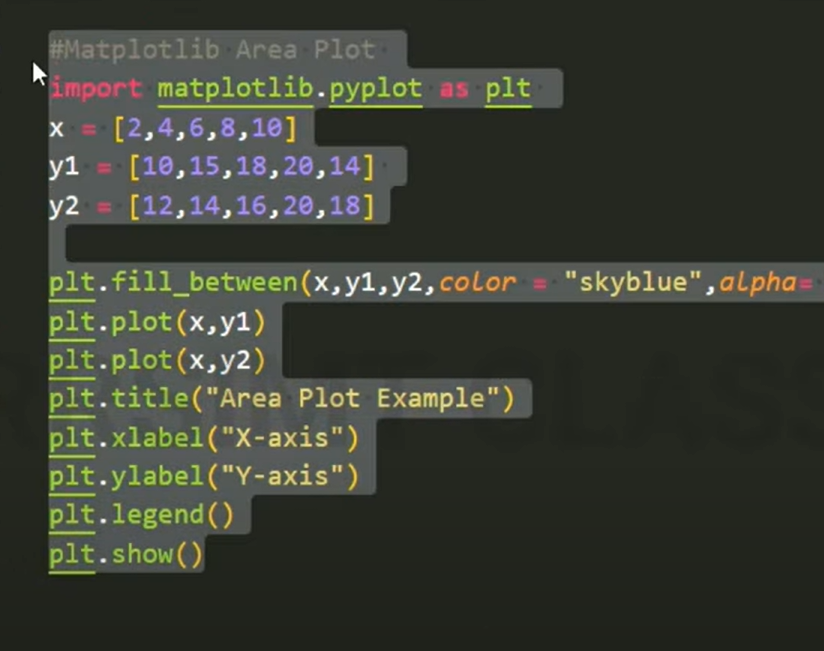 #Matplotlib Area Plot
import matplotlib.pyplot as plt
x = [2,4,6,8,10]
y1 = [10,15,18,20,14]
y2 = [12,14,16,20,18]
plt.fill_between(x,y1,y2,color = "skyblue",alpha=
plt.plot(x,y1)
plt.plot(x,y2)
plt.title("Area Plot Example")
plt.xlabel("X-axis")
plt.ylabel("Y-axis")
plt.legend()
plt.show()